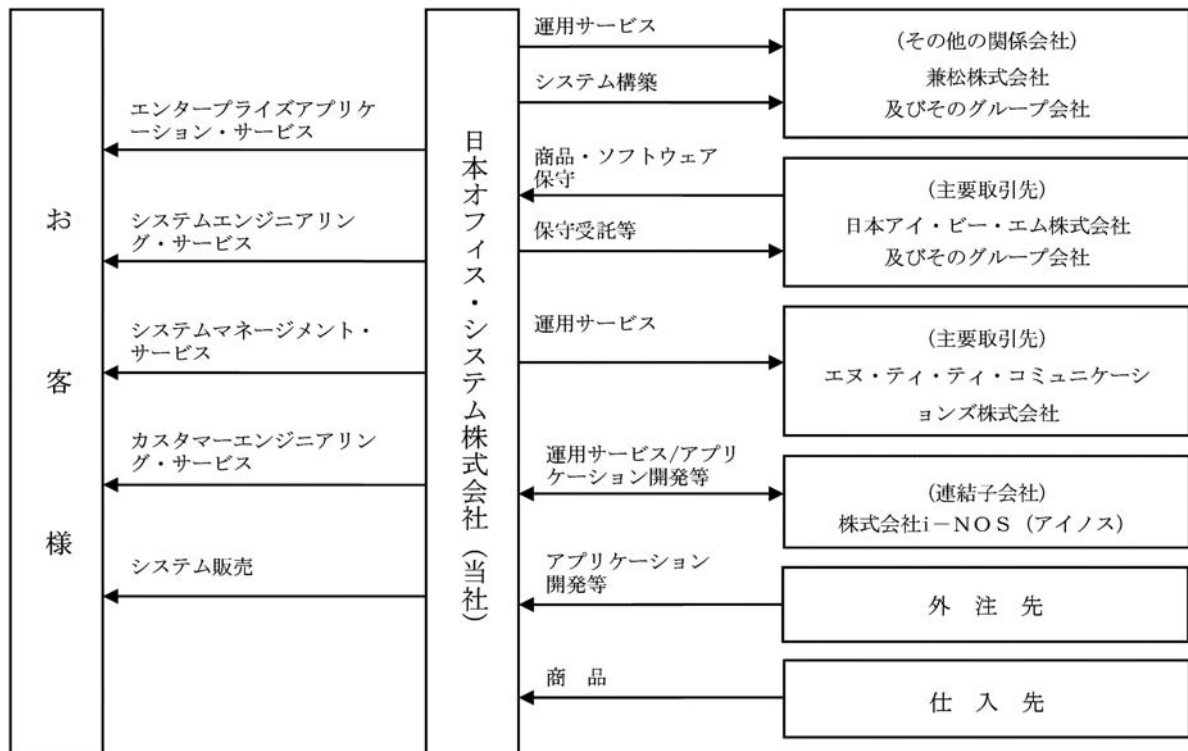 お客様
エンタープライズアプリケ
ーション・サービス
システムエンジニアリン
グ・サービス
システムマネージメント・
サービス
カスタマーエンジニアリン
グ・サービス
システム販売
日本オフィス・システム株式会社（当社）
運用サービス
システム構築
(その他の関係会社)
兼松株式会社
及びそのグループ会社
商品・ソフトウェア
保守
保守受託等
(主要取引先)
日本アイ・ビー・エム株式会社
及びそのグループ会社
運用サービス
(主要取引先)
エヌ・ティ・ティ・コミュニケーシ
ョンズ株式会社
運用サービス/アプリ
ケーション開発等
(連結子会社)
株式会社i－NOS（アイノス）
アプリケーション
開発等
外　注　先
商　品
仕　入　先